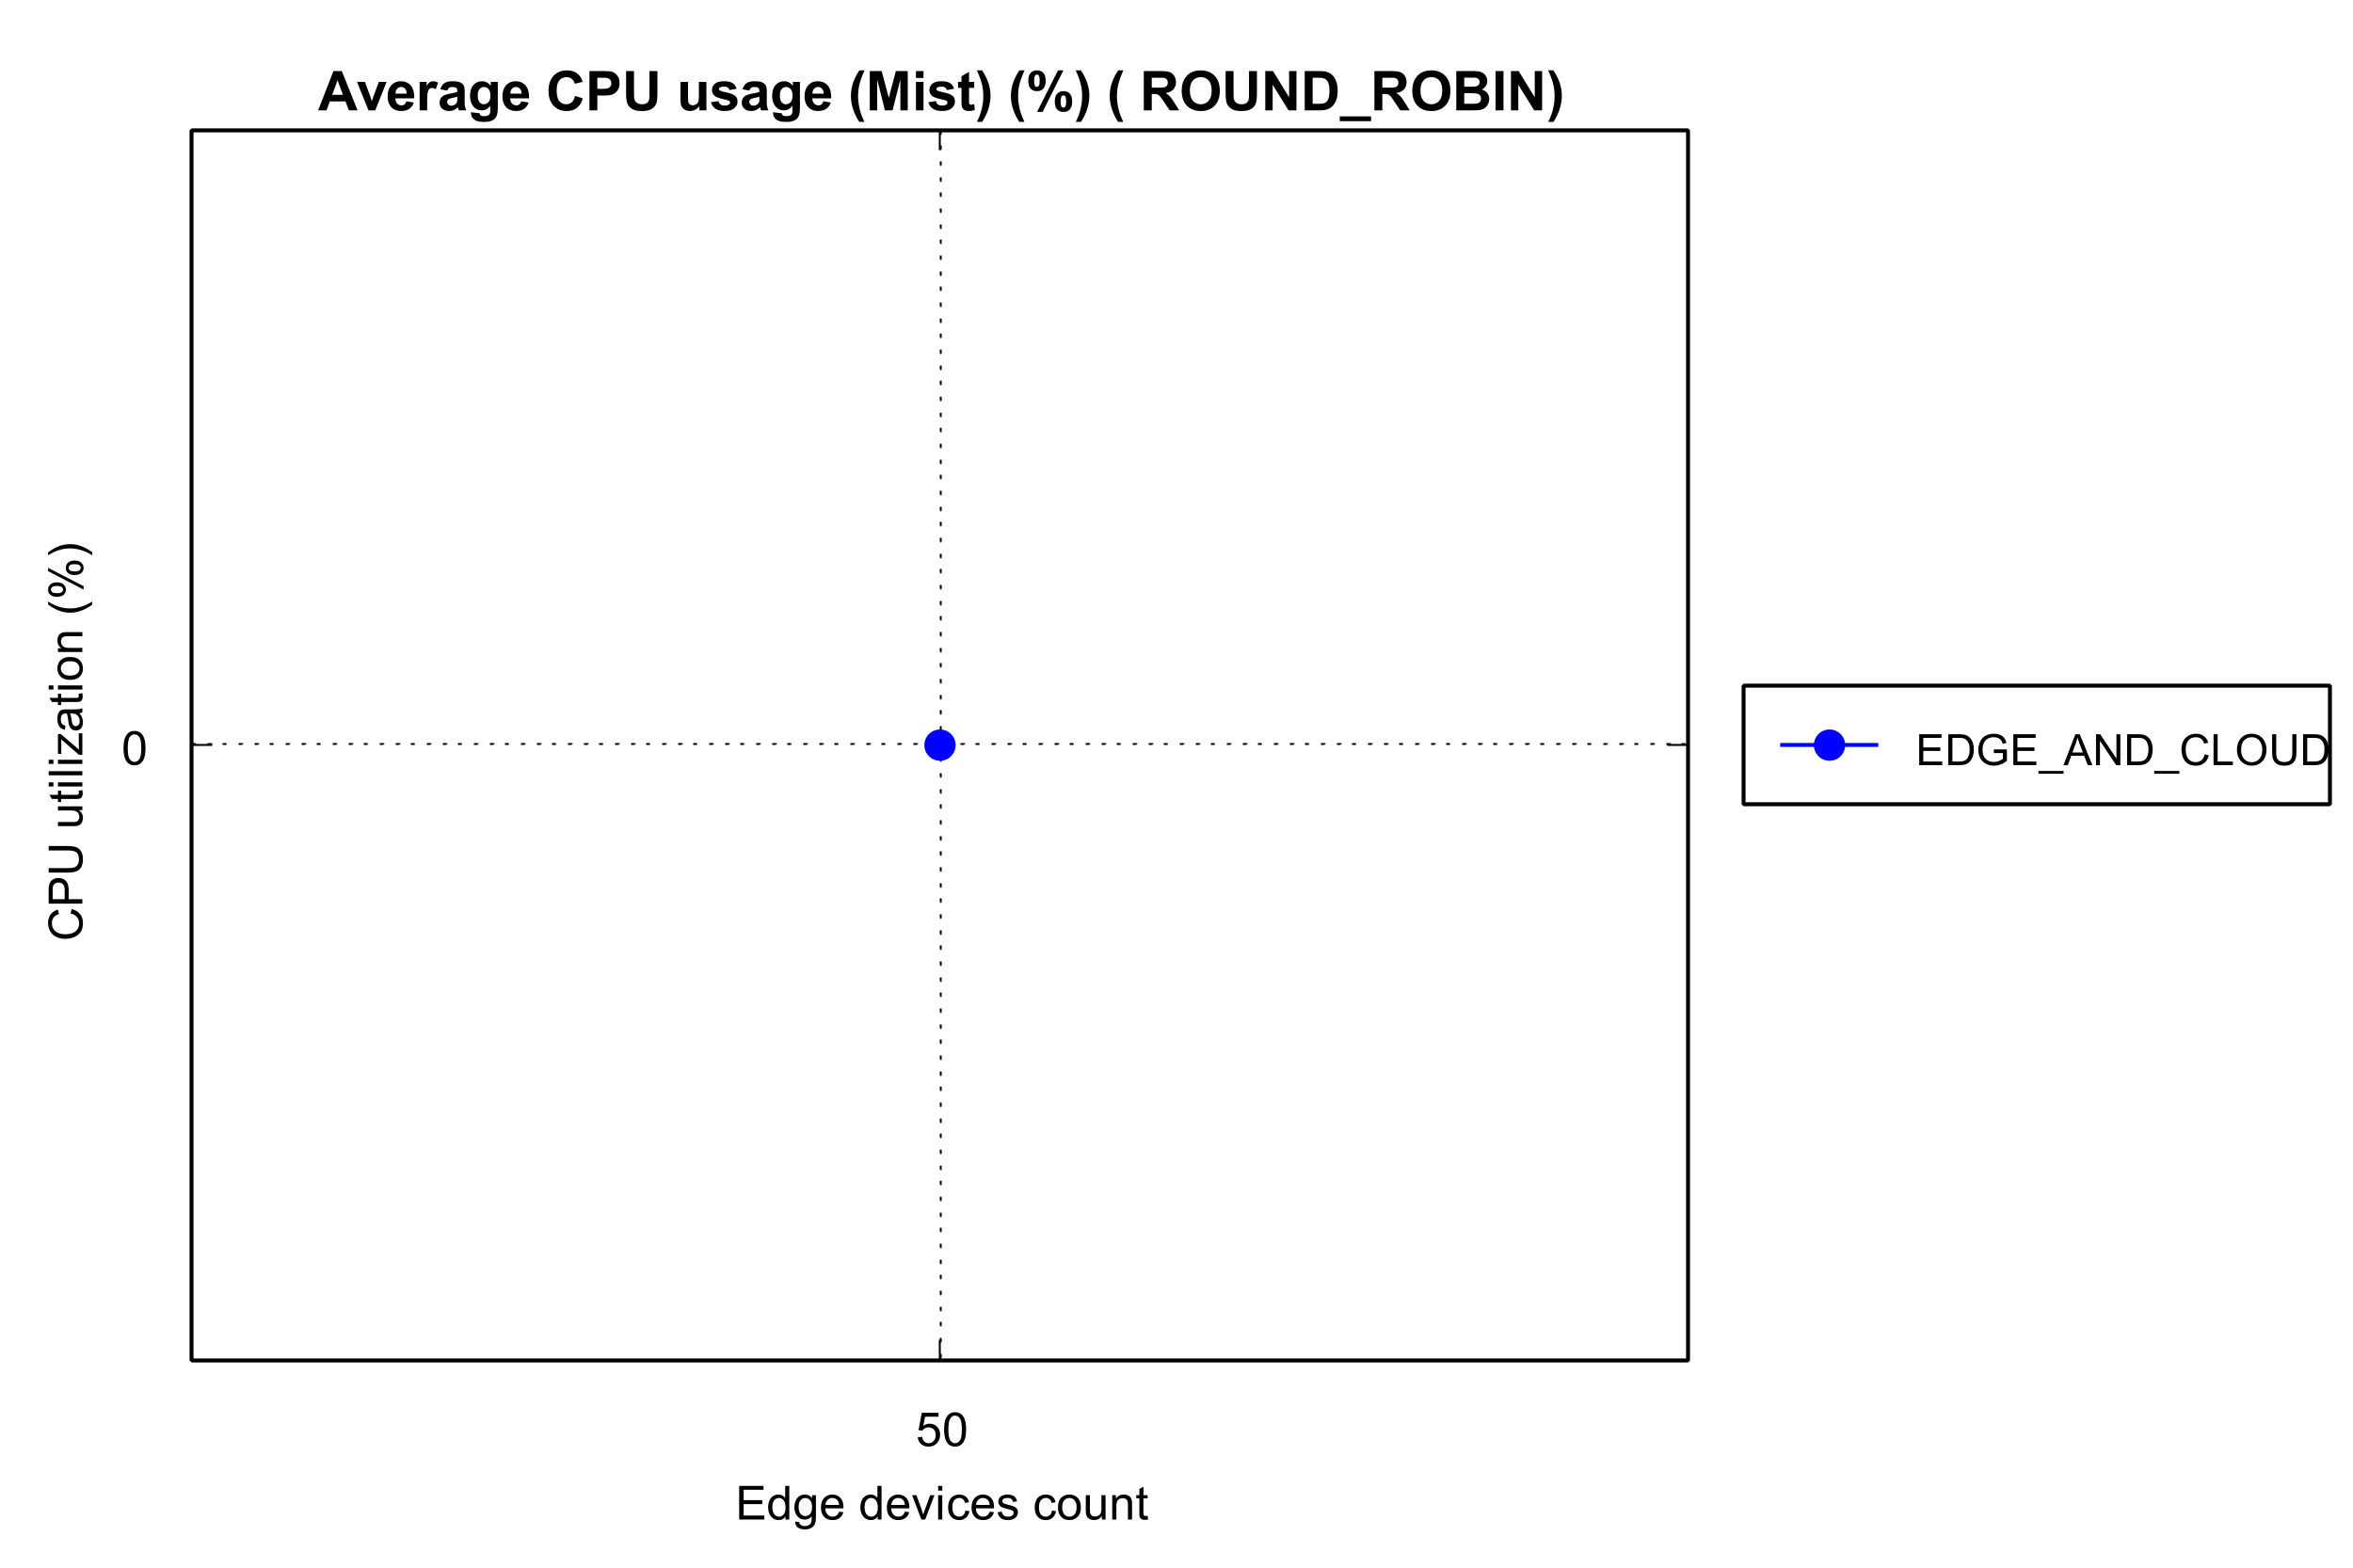 Average CPU usage (Mist) (%) ( ROUND_ROBIN)
CPU utilization (%)
0
EDGE_AND_CLOUD
50
Edge devices count